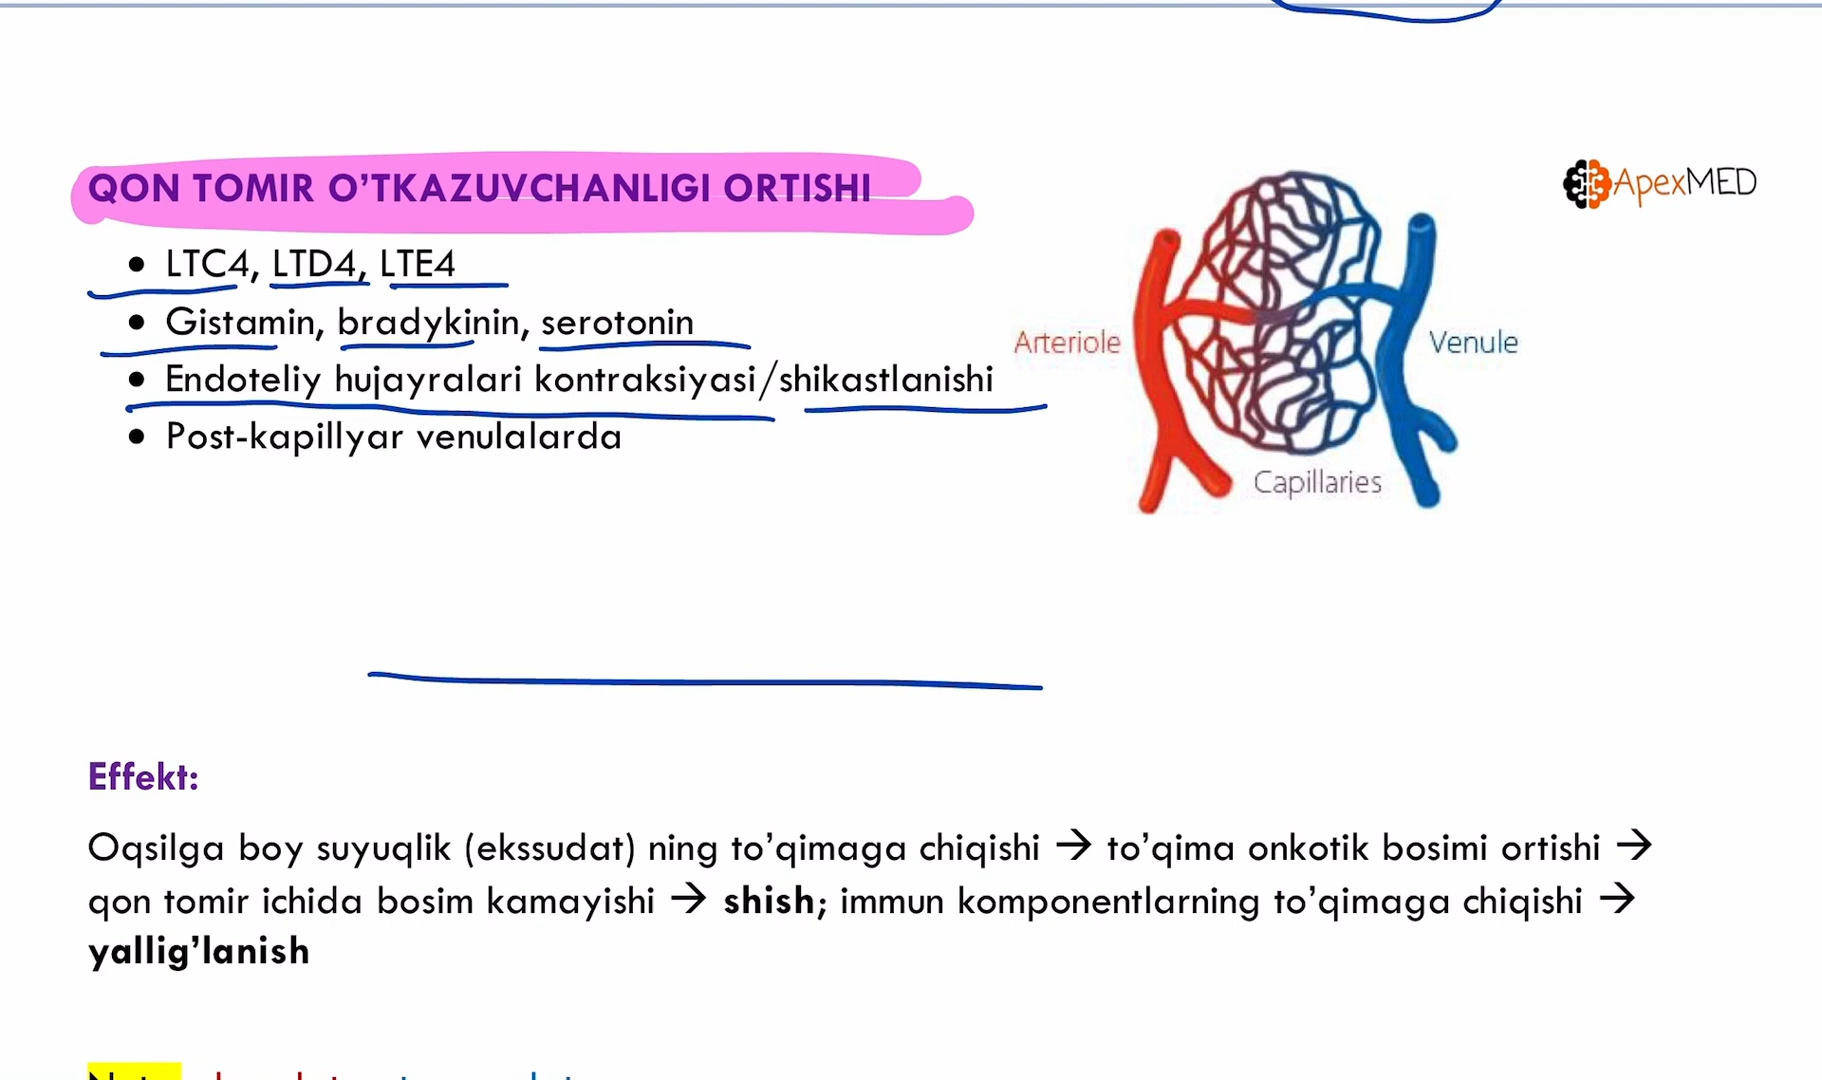 QON TOMIR O'TKAZUVCHANLIGI ORTISHI
ApexMED
• LTC4, LTD4, LTE4
• Gistamin, bradykinin, serotonin
Arteriole
Venule
• Endoteliy hujayralari kontraksiyasi/shikastlanishi
• Post-kapillyar venulalarda
Capillaries
Effekt:
Oqsilga boy suyuqlik (ekssudat) ning to'qimaga chiqishi → to'qima onkotik bosimi ortishi →
qon tomir ichida bosim kamayishi → shish; immun komponentlarning to'qimaga chiqishi →
yallig'lanish